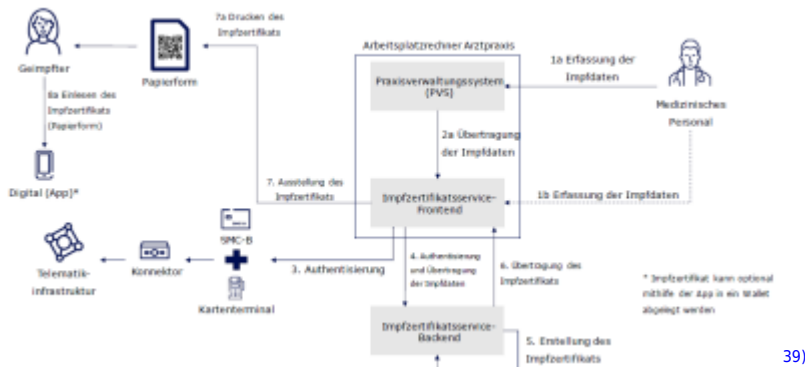 7a Drucken des
Impfzertifikats
Arbeitsplatzrechner Arztpraxis
1a Erfassung der
Impfdaten
Geimpfter
Papierform
Praxisverwaltungssystem
(PVS)
Medizinisches
Personal
8a Einlesen des
Impfzertifikats
(Papierform)
2a Übertragung
der Impfdaten
Digital (App)*
7. Ausstellung des
Impfzertifikats
Impfzertifikatsservice-
Frontend
1b Erfassung der Impfdaten
SMC-B
Telematik-
infrastruktur
Konnektor
3. Authentisierung
4. Authentisierung
und Übertragung
der Impfdaten
6. Übertragung des
Impfzertifikats
Kartenterminal
* Impfzertifikat kann optional
mithilfe der App in ein Wallet
abgelegt werden
Impfzertifikatsservice-
Backend
5. Erstellung des
Impfzertifikats
39)